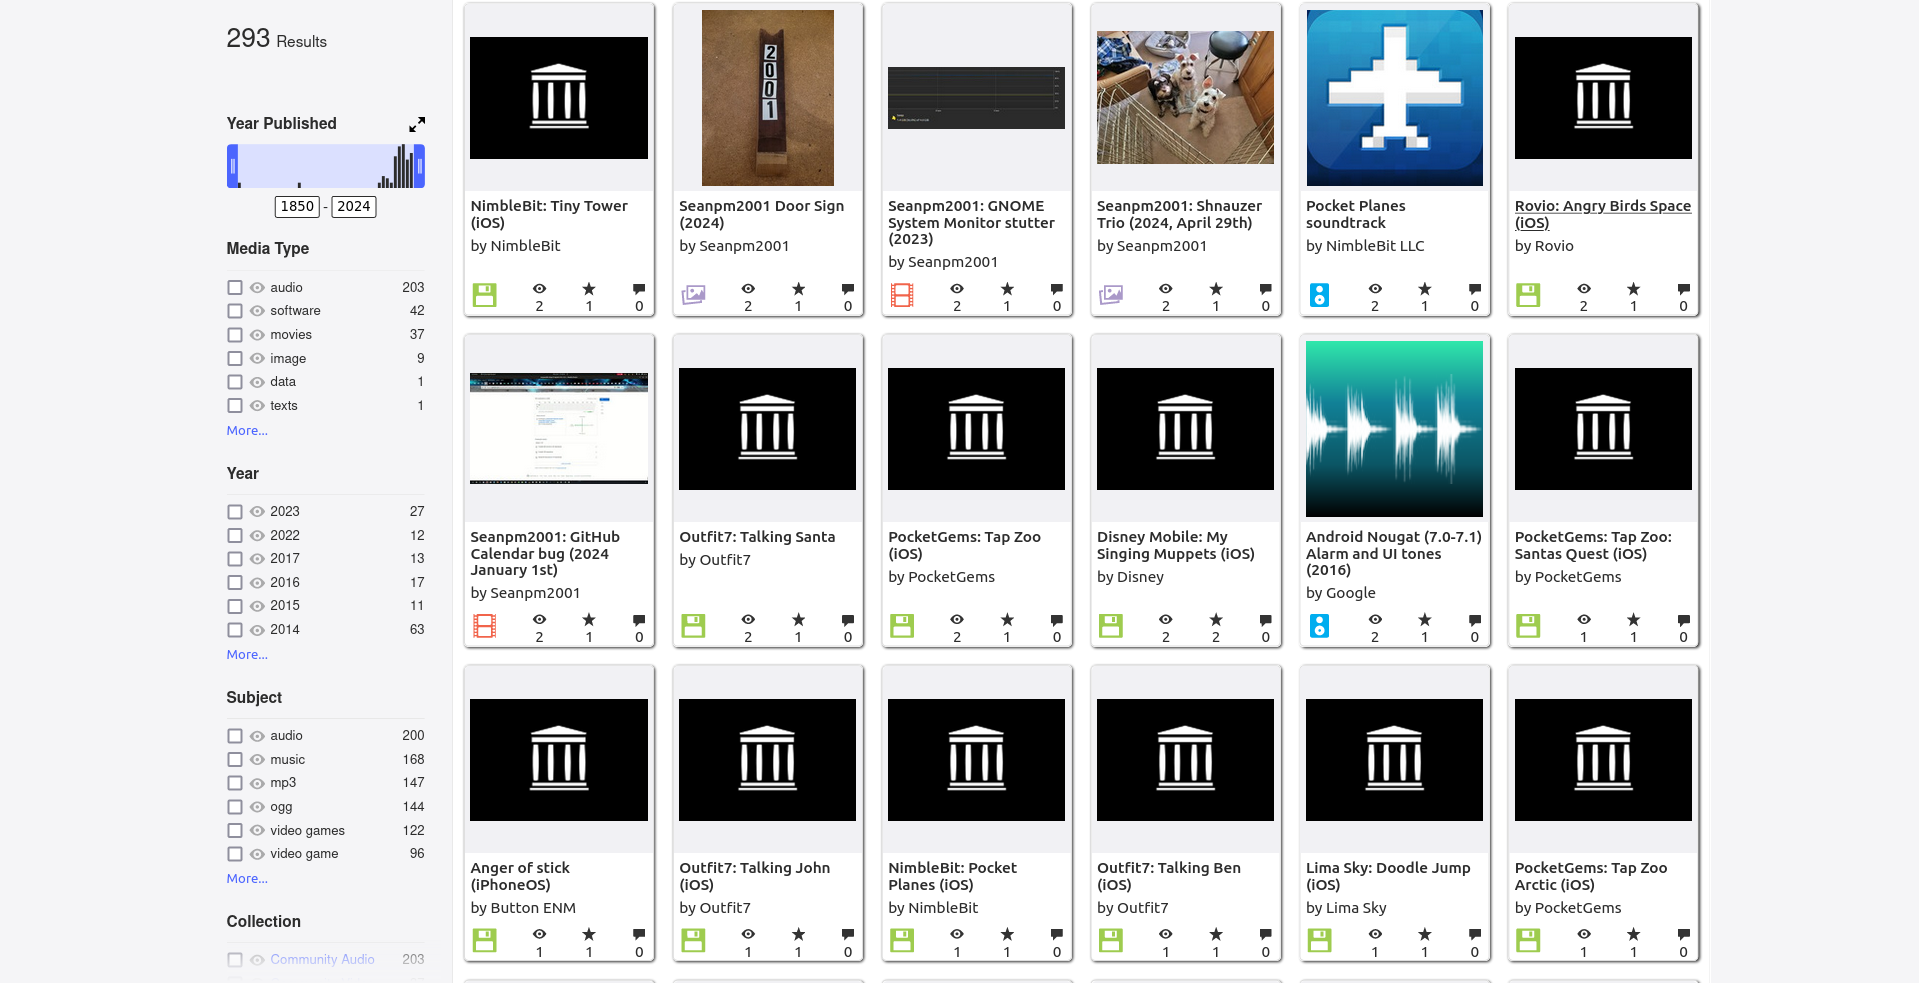 293 Results
Year Published
1850 - 2024
Media Type
audio 203
software 42
movies 37
image 9
data 1
texts 1
More...
Year
2023 27
2022 12
2017 13
2016 17
2015 11
2014 63
More...
Subject
audio 200
music 168
mp3 147
ogg 144
video games 122
video game 96
More...
Collection
Community Audio 203
NimbleBit: Tiny Tower
(iOS)
by NimbleBit
2 1 0
2001
Seanpm2001 Door Sign
(2024)
by Seanpm2001
2 1 0
Seanpm2001: GNOME
System Monitor stutter
(2023)
by Seanpm2001
2 1 0
Seanpm2001: Shnauzer
Trio (2024, April 29th)
by Seanpm2001
2 1 0
Pocket Planes
soundtrack
by NimbleBit LLC
2 1 0
Rovio: Angry Birds Space
(iOS)
by Rovio
2 1 0
Seanpm2001: GitHub
Calendar bug (2024
January 1st)
by Seanpm2001
2 1 0
Outfit7: Talking Santa
by Outfit7
2 1 0
PocketGems: Tap Zoo
(iOS)
by PocketGems
2 1 0
Disney Mobile: My
Singing Muppets (iOS)
by Disney
2 2 0
Android Nougat (7.0-7.1)
Alarm and UI tones
(2016)
by Google
2 1 0
PocketGems: Tap Zoo:
Santas Quest (iOS)
by PocketGems
1 1 0
Anger of stick
(iPhoneOS)
by Button ENM
1 1 0
Outfit7: Talking John
(iOS)
by Outfit7
1 1 0
NimbleBit: Pocket
Planes (iOS)
by NimbleBit
1 1 0
Outfit7: Talking Ben
(iOS)
by Outfit7
1 1 0
Lima Sky: Doodle Jump
(iOS)
by Lima Sky
1 1 0
PocketGems: Tap Zoo
Arctic (iOS)
by PocketGems
1 1 0